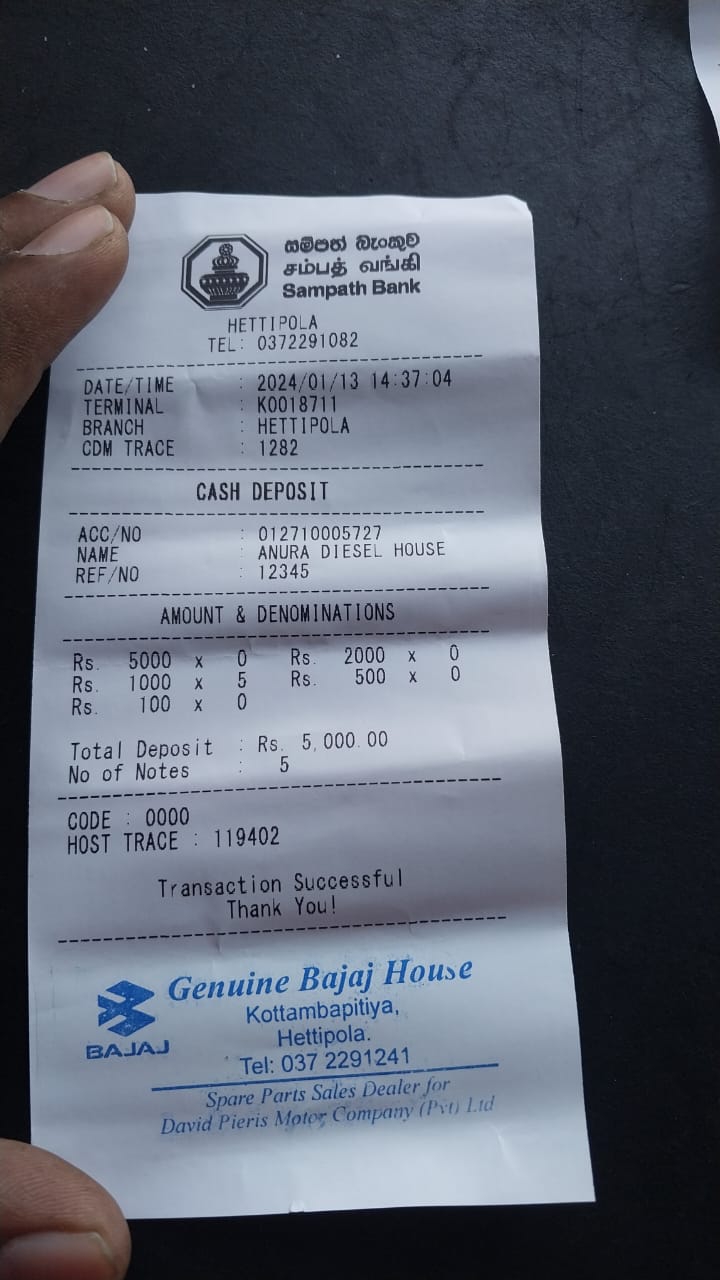 සම්පත් බැංකුව
சம்பத் வங்கி
Sampath Bank
HETTIPOLA
TEL: 0372291082
DATE/TIME : 2024/01/13 14:37:04
TERMINAL : K0018711
BRANCH : HETTIPOLA
CDM TRACE : 1282
CASH DEPOSIT
ACC/NO : 012710005727
NAME : ANURA DIESEL HOUSE
REF/NO : 12345
AMOUNT & DENOMINATIONS
Rs. 5000 x 0 Rs. 2000 x 0
Rs. 1000 x 5 Rs. 500 x 0
Rs. 100 x 0
Total Deposit : Rs. 5,000.00
No of Notes : 5
CODE : 0000
HOST TRACE : 119402
Transaction Successful
Thank You!
Genuine Bajaj House
Kottambapitiya,
Hettipola.
BAJAJ
Tel: 037 2291241
Spare Parts Sales Dealer for
David Pieris Motor Company (Pvt) Ltd